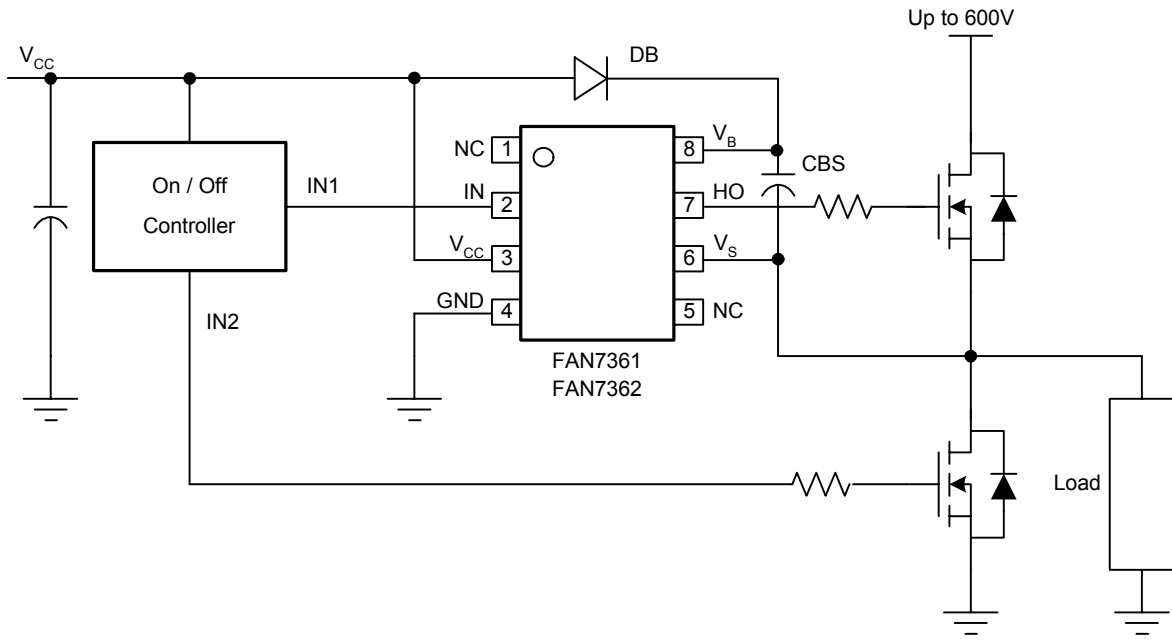 Up to 600V
VCC
DB
NC 1
8 VB
CBS
On / Off
Controller
IN1
IN 2
7 HO
VCC 3
6 VS
GND 4
5 NC
IN2
FAN7361
FAN7362
Load